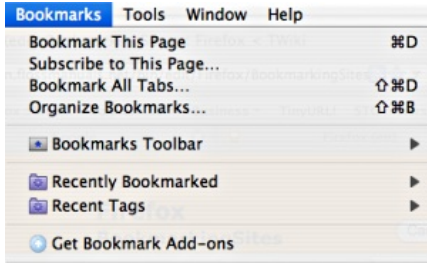 Bookmarks Tools Window Help
Bookmark This Page ⌘D
Subscribe to This Page...
Bookmark All Tabs... ⇧⌘D
Organize Bookmarks... ⇧⌘B
Bookmarks Toolbar
Recently Bookmarked
Recent Tags
Get Bookmark Add-ons